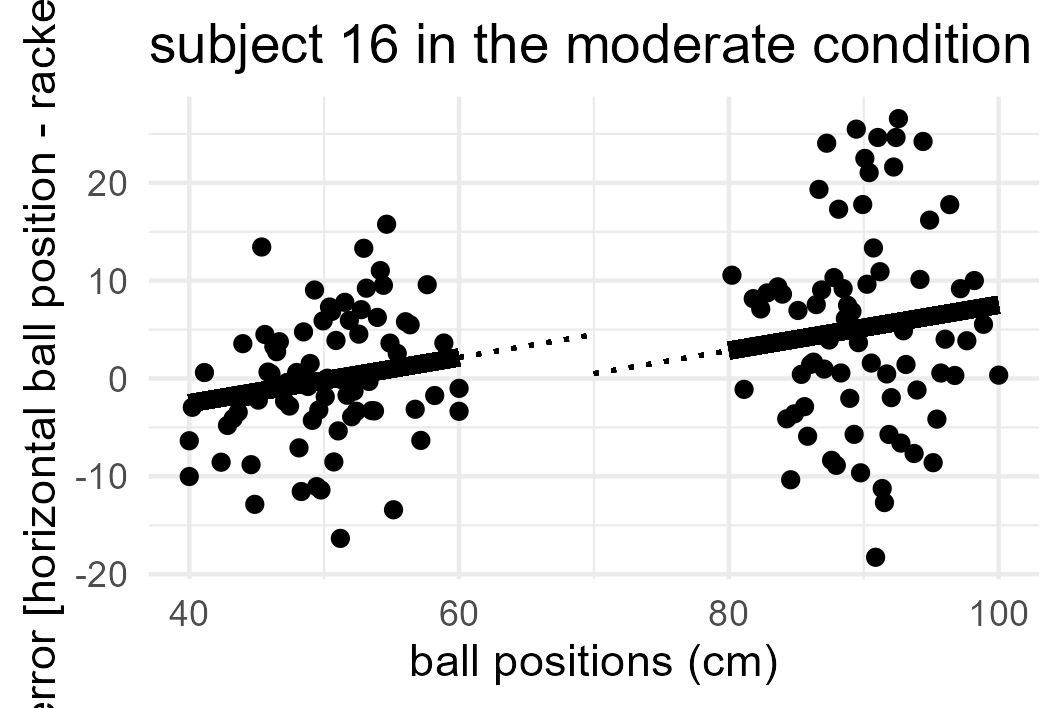 subject 16 in the moderate condition
error [horizontal ball position -
20
10
0
-10
-20
40 60 80 100
ball positions (cm)